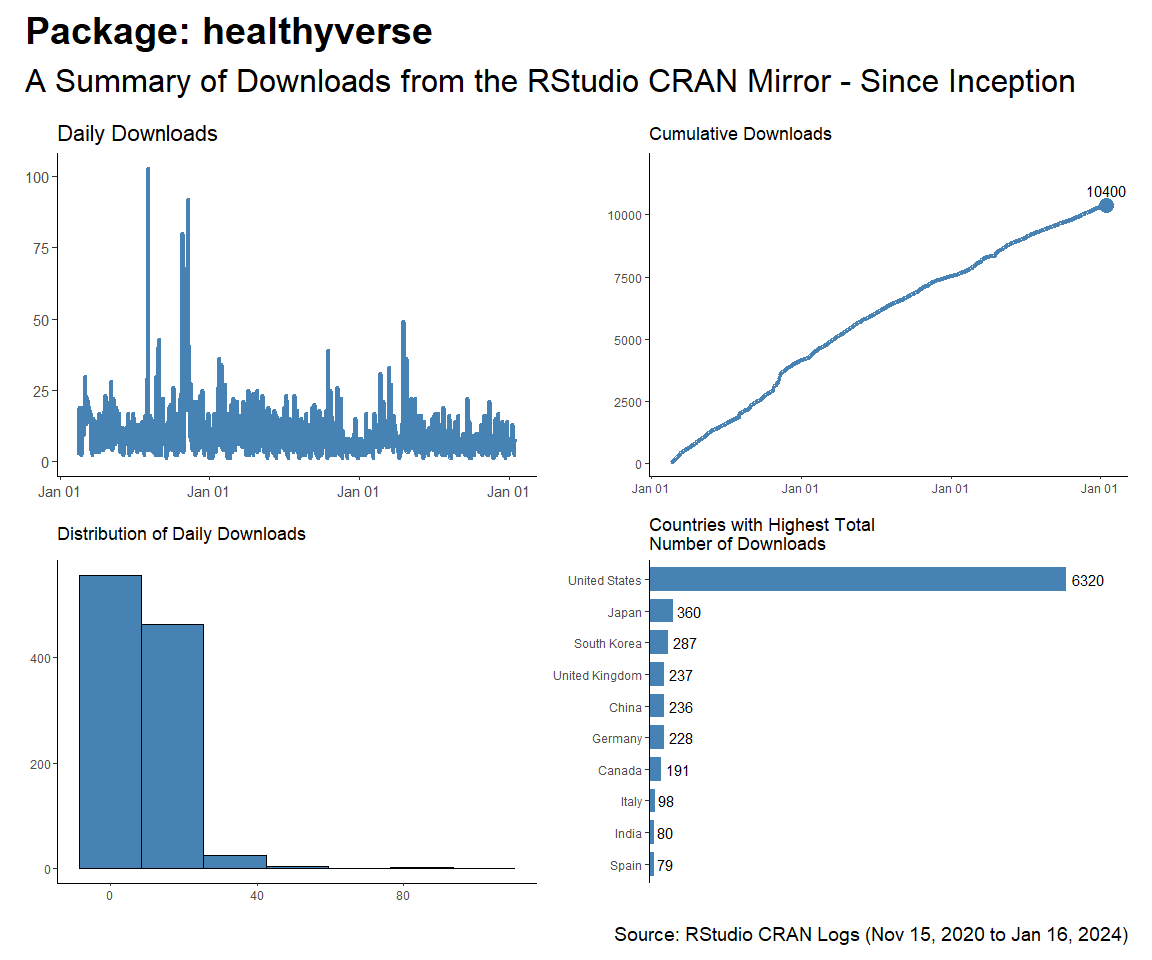 Package: healthyverse
A Summary of Downloads from the RStudio CRAN Mirror - Since Inception
Daily Downloads
100
75
50
25
0
Jan 01
Jan 01
Jan 01
Jan 01
Cumulative Downloads
10400
10000
7500
5000
2500
0
Jan 01
Jan 01
Jan 01
Jan 01
Distribution of Daily Downloads
400
200
0
0
40
80
Countries with Highest Total
Number of Downloads
United States 6320
Japan 360
South Korea 287
United Kingdom 237
China 236
Germany 228
Canada 191
Italy 98
India 80
Spain 79
Source: RStudio CRAN Logs (Nov 15, 2020 to Jan 16, 2024)